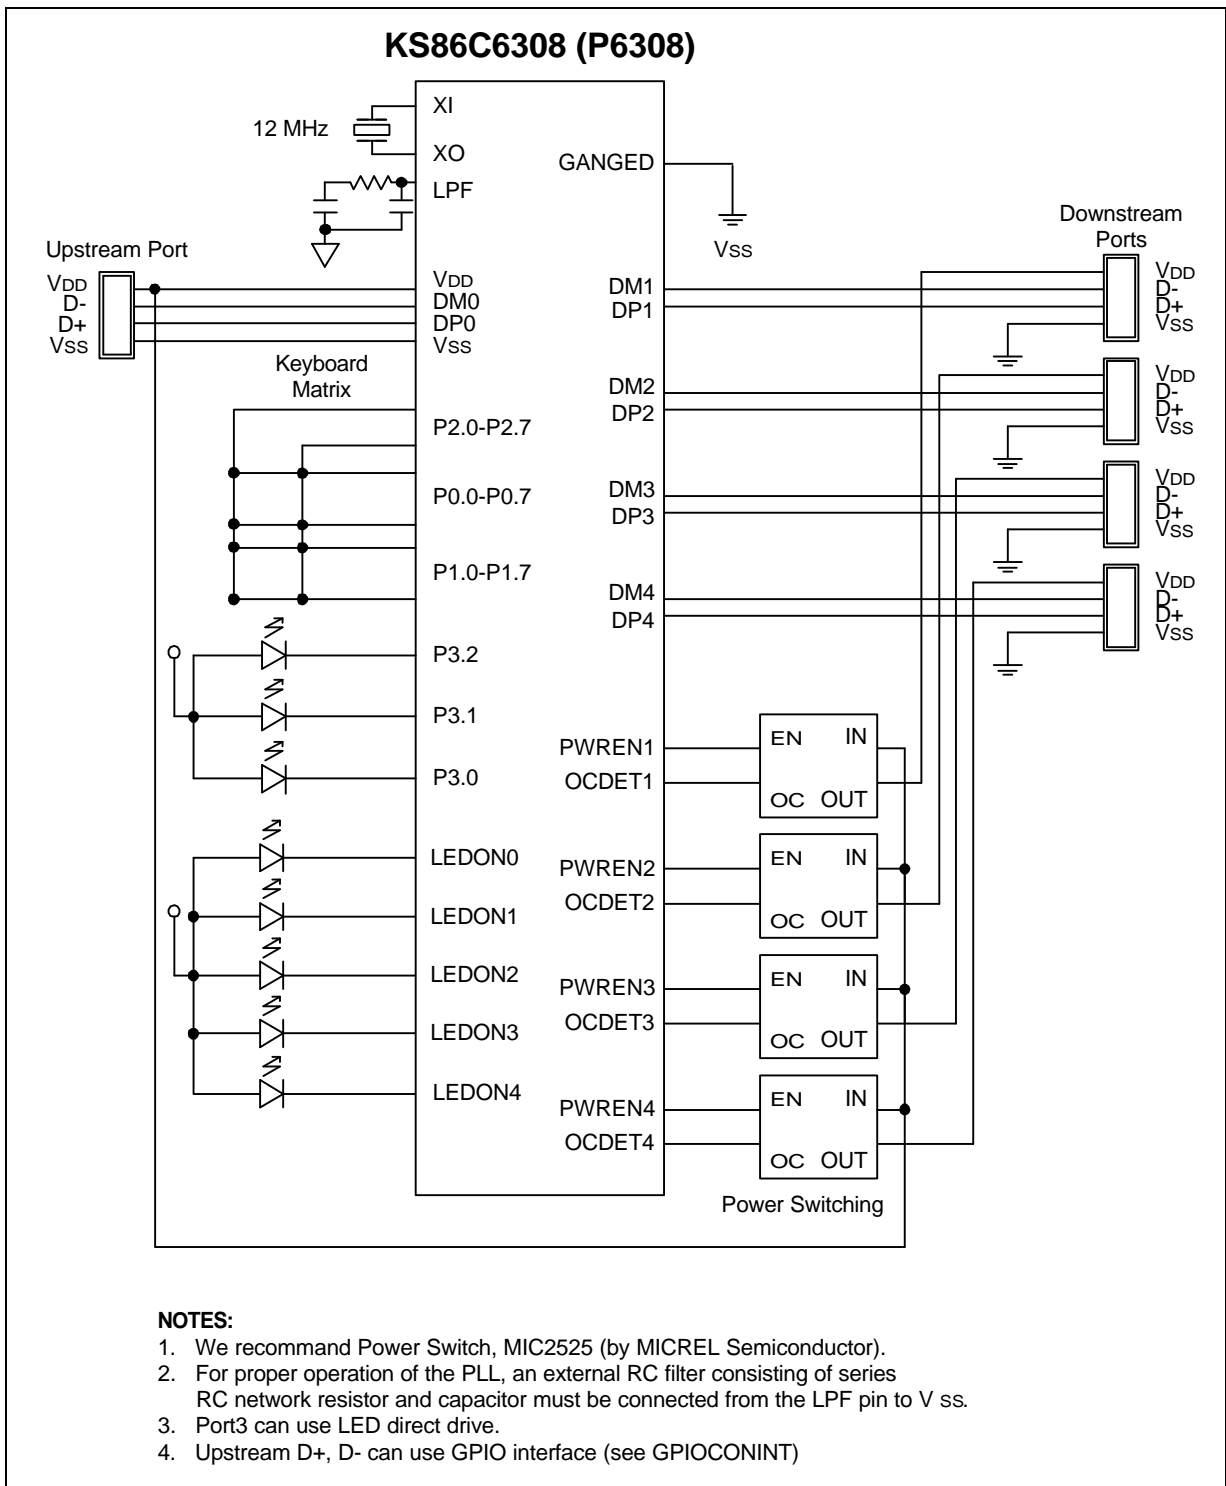 KS86C6308 (P6308)
12 MHz
XI
XO
LPF
GANGED
VSS
Upstream Port
VDD
D-
D+
VSS
VDD
DM0
DP0
VSS
Keyboard
Matrix
P2.0-P2.7
P0.0-P0.7
P1.0-P1.7
P3.2
P3.1
P3.0
LEDON0
LEDON1
LEDON2
LEDON3
LEDON4
DM1
DP1
DM2
DP2
DM3
DP3
DM4
DP4
PWREN1
OCDET1
PWREN2
OCDET2
PWREN3
OCDET3
PWREN4
OCDET4
EN IN
OC OUT
EN IN
OC OUT
EN IN
OC OUT
EN IN
OC OUT
Power Switching
Downstream
Ports
VDD
D-
D+
VSS
VDD
D-
D+
VSS
VDD
D-
D+
VSS
VDD
D-
D+
VSS
NOTES:
1. We recommand Power Switch, MIC2525 (by MICREL Semiconductor).
2. For proper operation of the PLL, an external RC filter consisting of series
RC network resistor and capacitor must be connected from the LPF pin to V SS.
3. Port3 can use LED direct drive.
4. Upstream D+, D- can use GPIO interface (see GPIOCONINT)